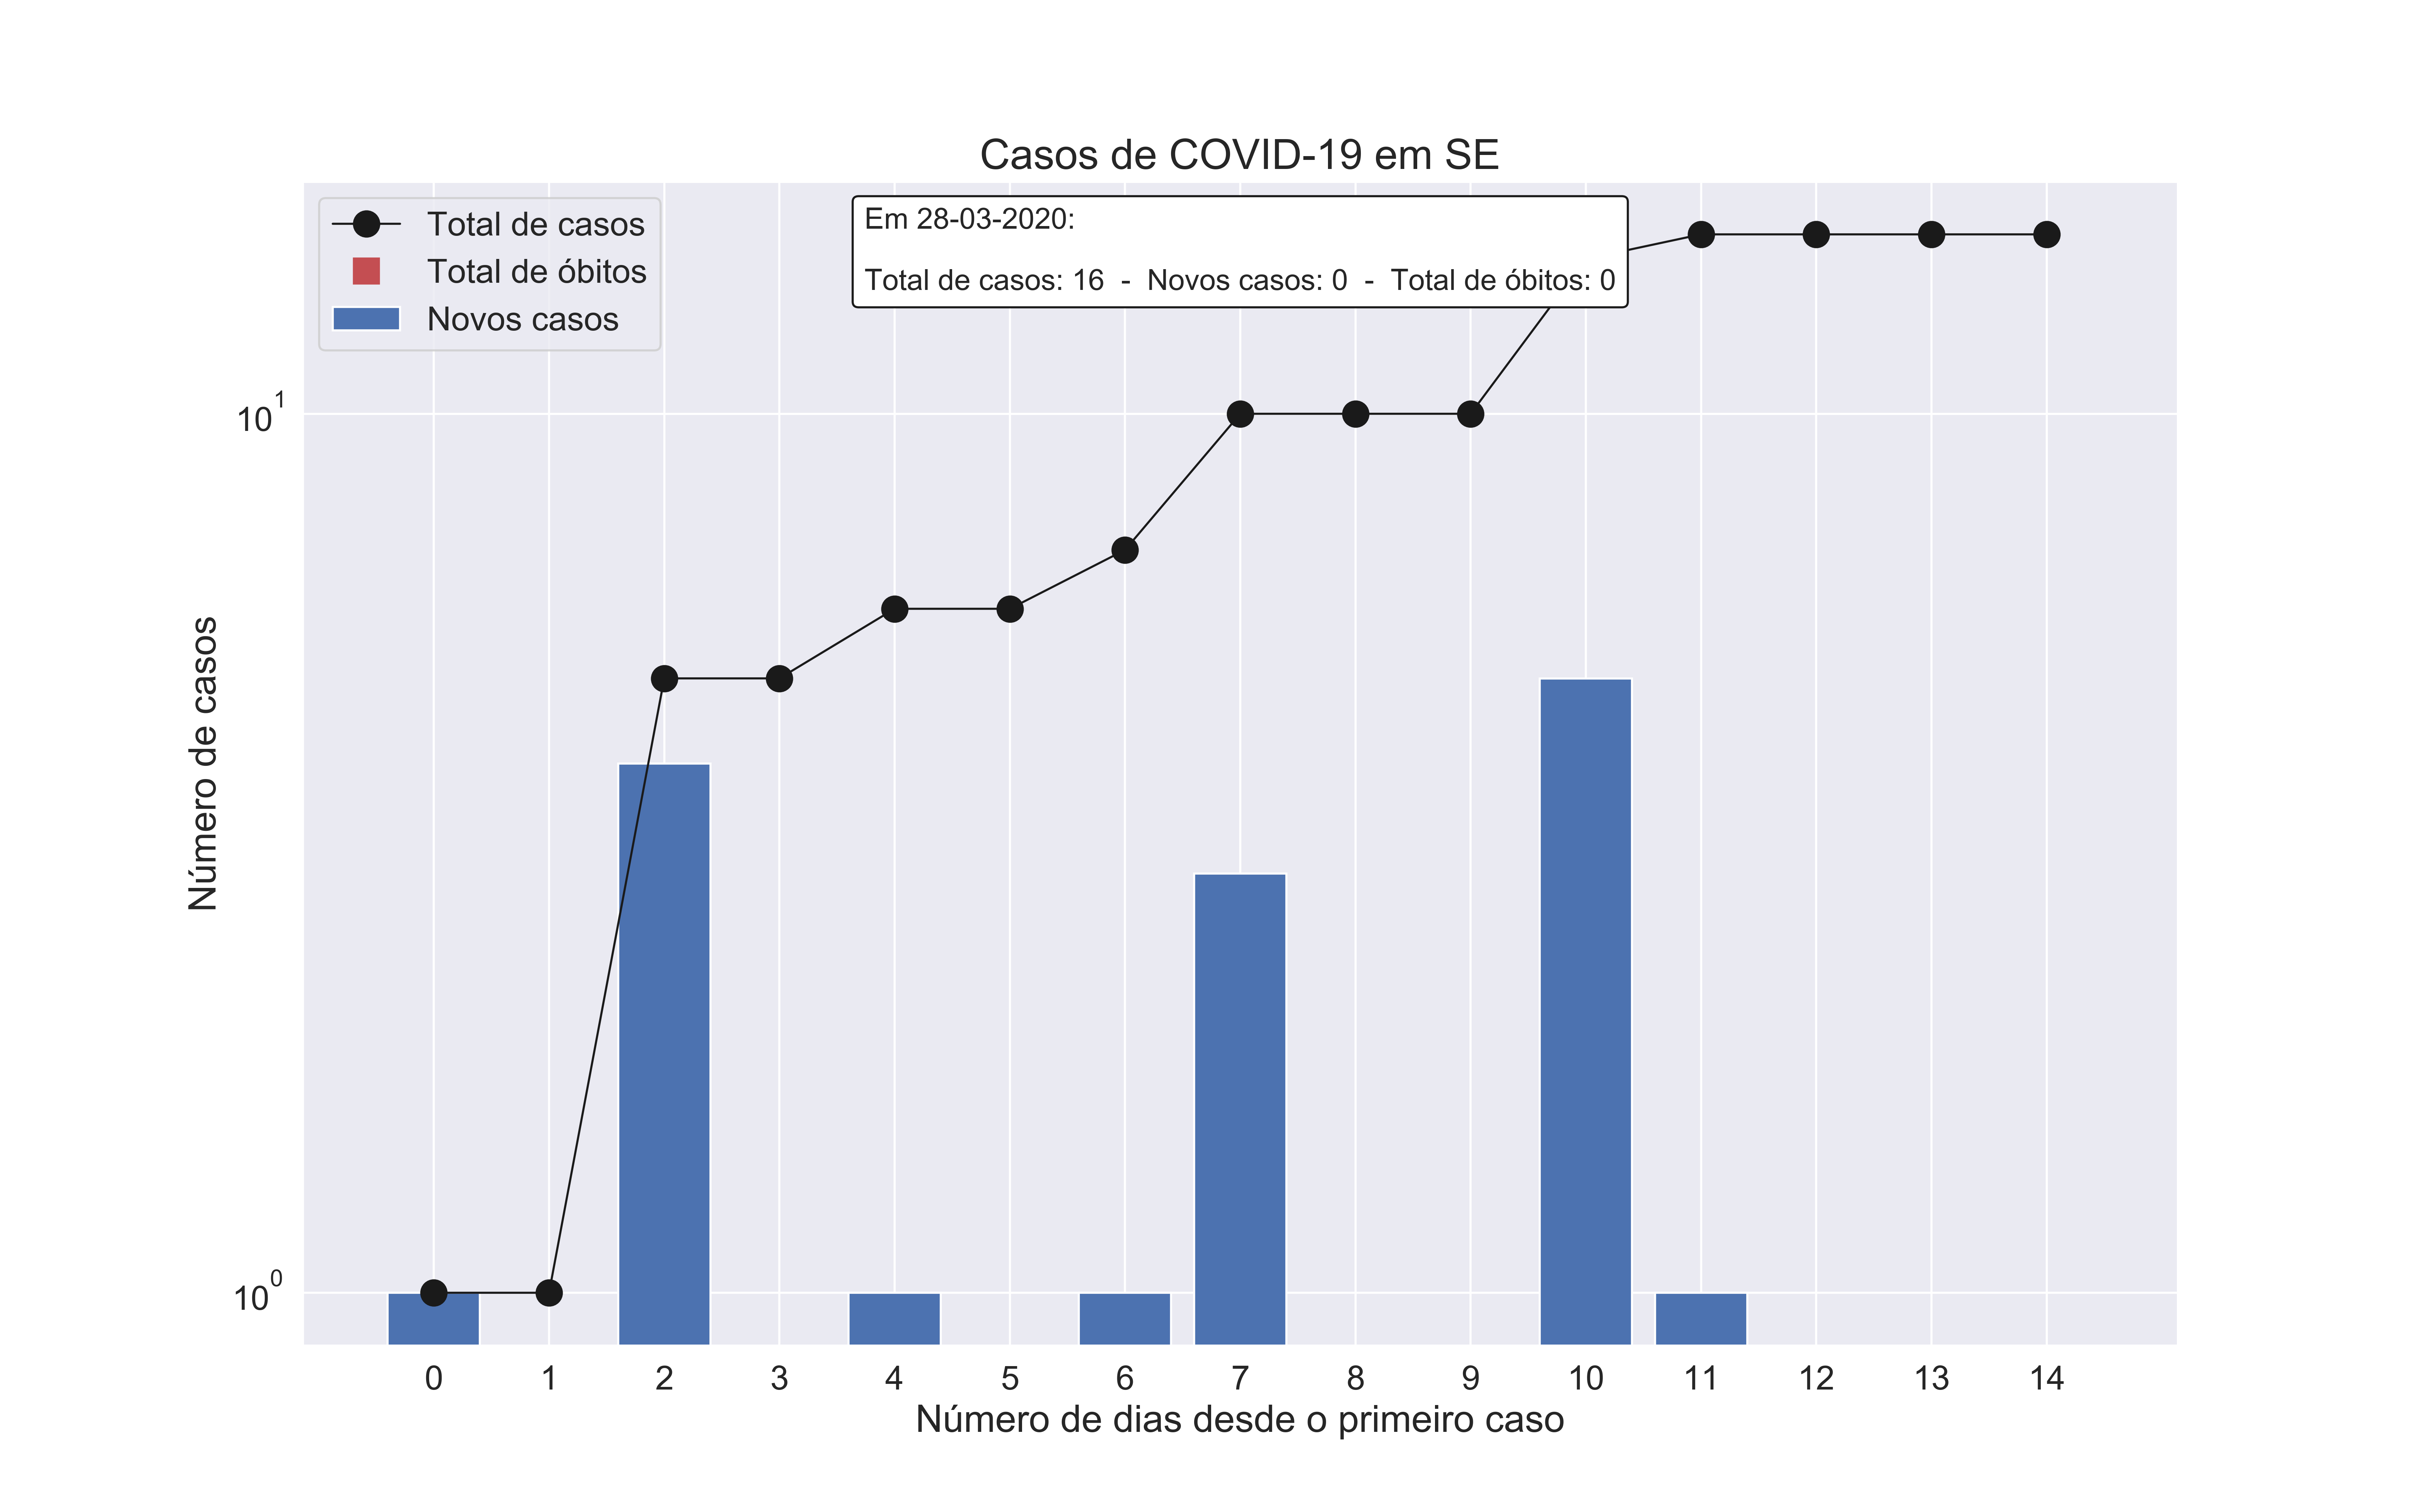 Casos de COVID-19 em SE
Total de casos
Total de óbitos
Novos casos
Em 28-03-2020:
Total de casos: 16 - Novos casos: 0 - Total de óbitos: 0
Número de casos
10¹
10⁰
0 1 2 3 4 5 6 7 8 9 10 11 12 13 14
Número de dias desde o primeiro caso